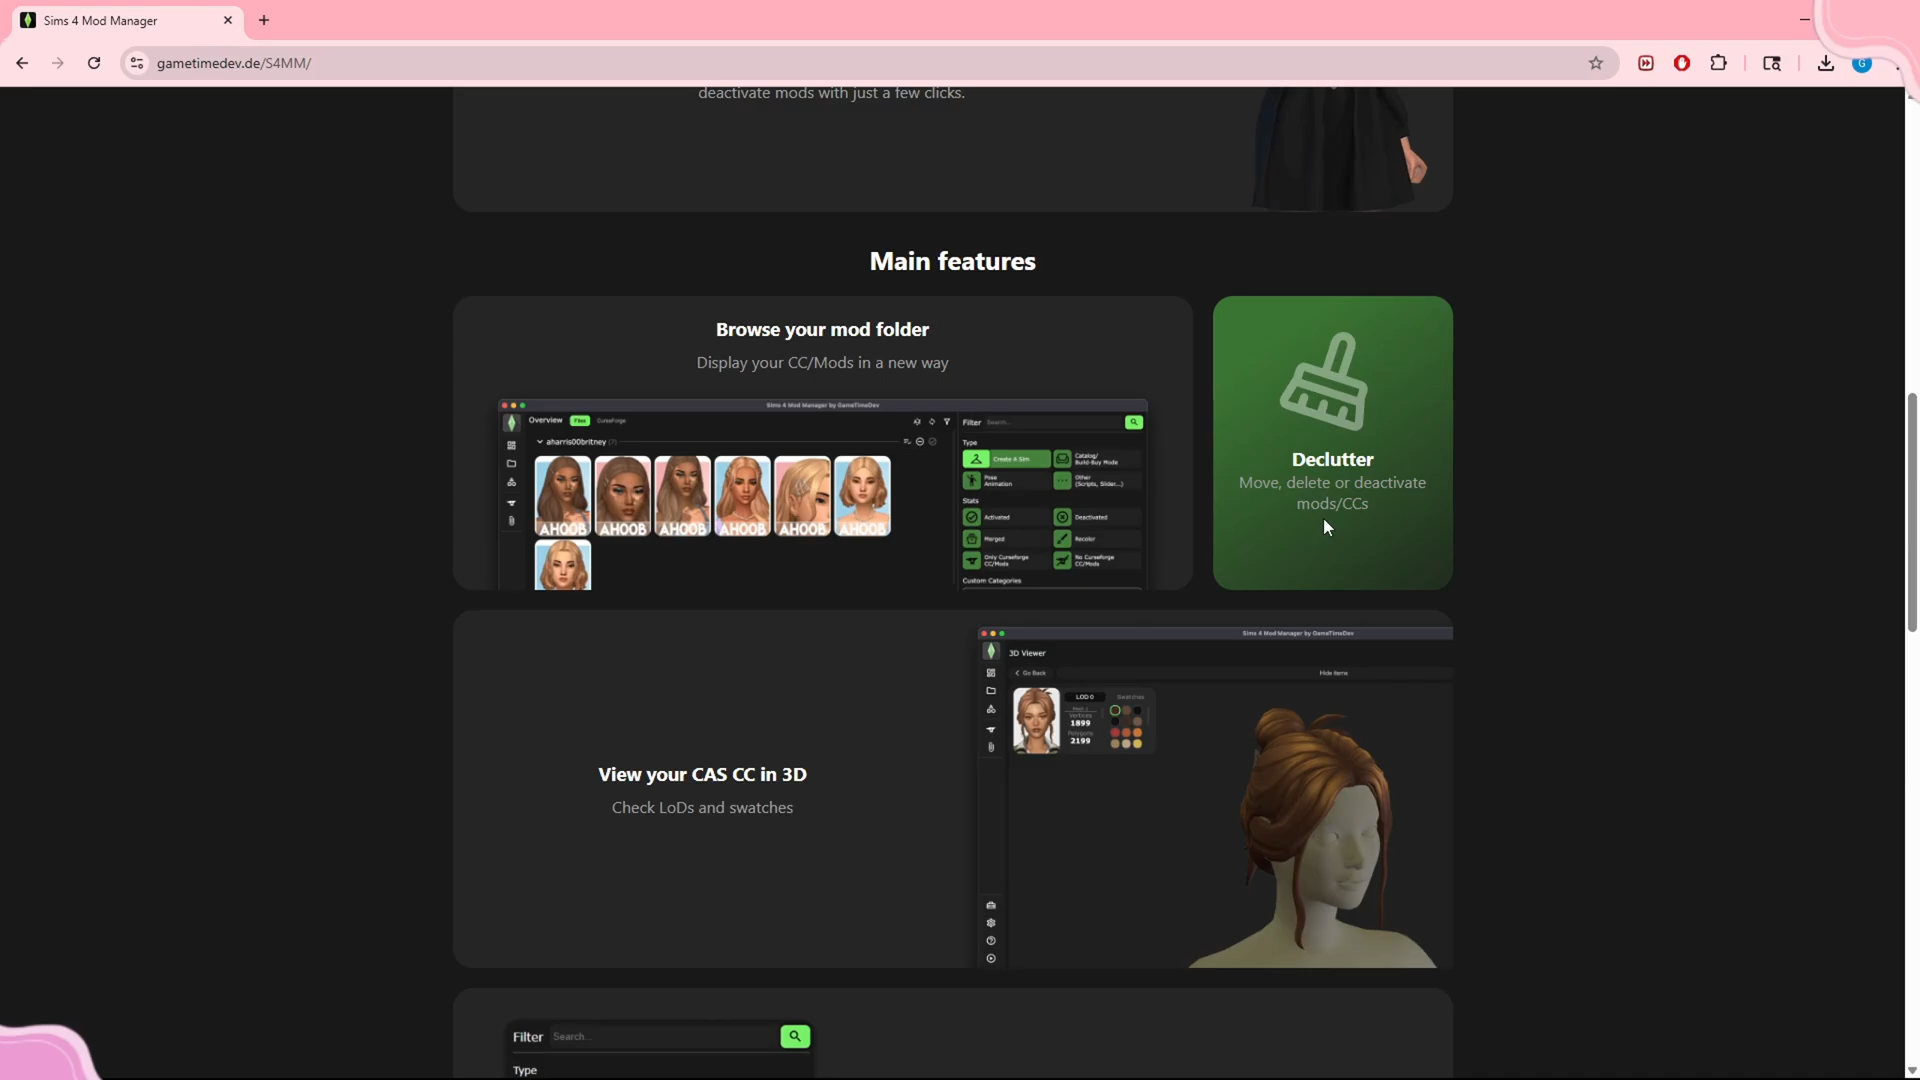 Sims 4 Mod Manager
gametimedev.de/S4MM/
G
deactivate mods with just a few clicks.
Main features
Browse your mod folder
Display your CC/Mods in a new way
Sims 4 Mod Manager by GameTimeDev
Overview Files CurseForge
aharris00britney (7)
AHOOB AHOOB AHOOB AHOOB AHOOB AHOOB
Filter Search...
Type
Create A Sim
Catalog/
Build-Buy Mode
Pose
Animation
Other
(Scripts, Slider...)
Stats
Activated
Deactivated
Merged
Recolor
Only Curseforge
CC/Mods
No Curseforge
CC/Mods
Custom Categories
Declutter
Move, delete or deactivate
mods/CCs
View your CAS CC in 3D
Check LoDs and swatches
Sims 4 Mod Manager by GameTimeDev
3D Viewer
Go Back
Hide items
LOD 0
Swatches
Vertices
1899
Polygons
2199
Filter Search...
Type